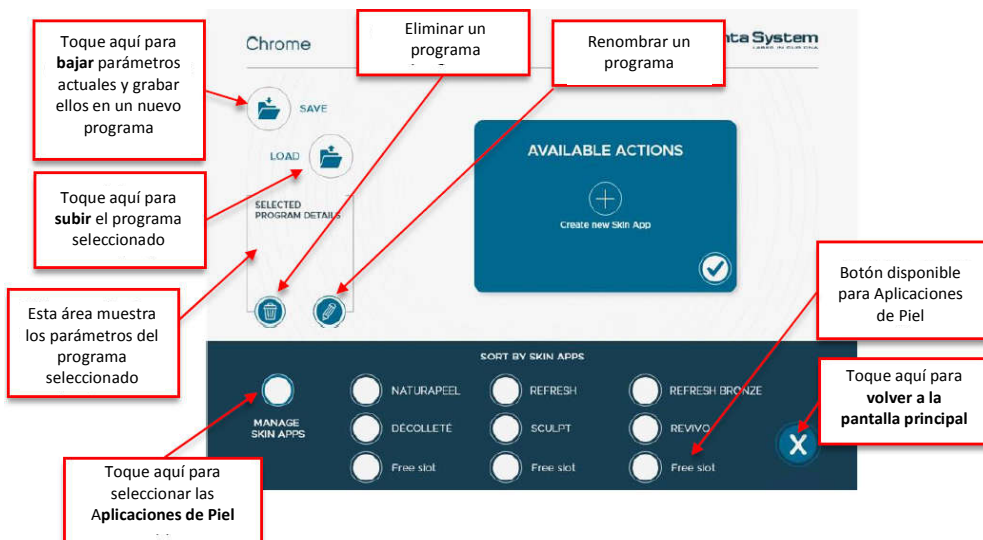 Toque aquí para
bajar parámetros
actuales y grabar
ellos en un nuevo
programa
Eliminar un
programa
Renombrar un
programa
Chrome
nta System
SAVE
LOAD
Toque aquí para
subir el programa
seleccionado
SELECTED
PROGRAM DETAILS
AVAILABLE ACTIONS
Create new Skin App
Esta área muestra
los parámetros del
programa
seleccionado
Botón disponible
para Aplicaciones
de Piel
SORT BY SKIN APPS
NATURAPEEL
REFRESH
REFRESH BRONZE
MANAGE
SKIN APPS
DÉCOLLETÉ
SCULPT
REVIVO
Free slot
Free slot
Free slot
X
Toque aquí para
volver a la
pantalla principal
Toque aquí para
seleccionar las
Aplicaciones de Piel